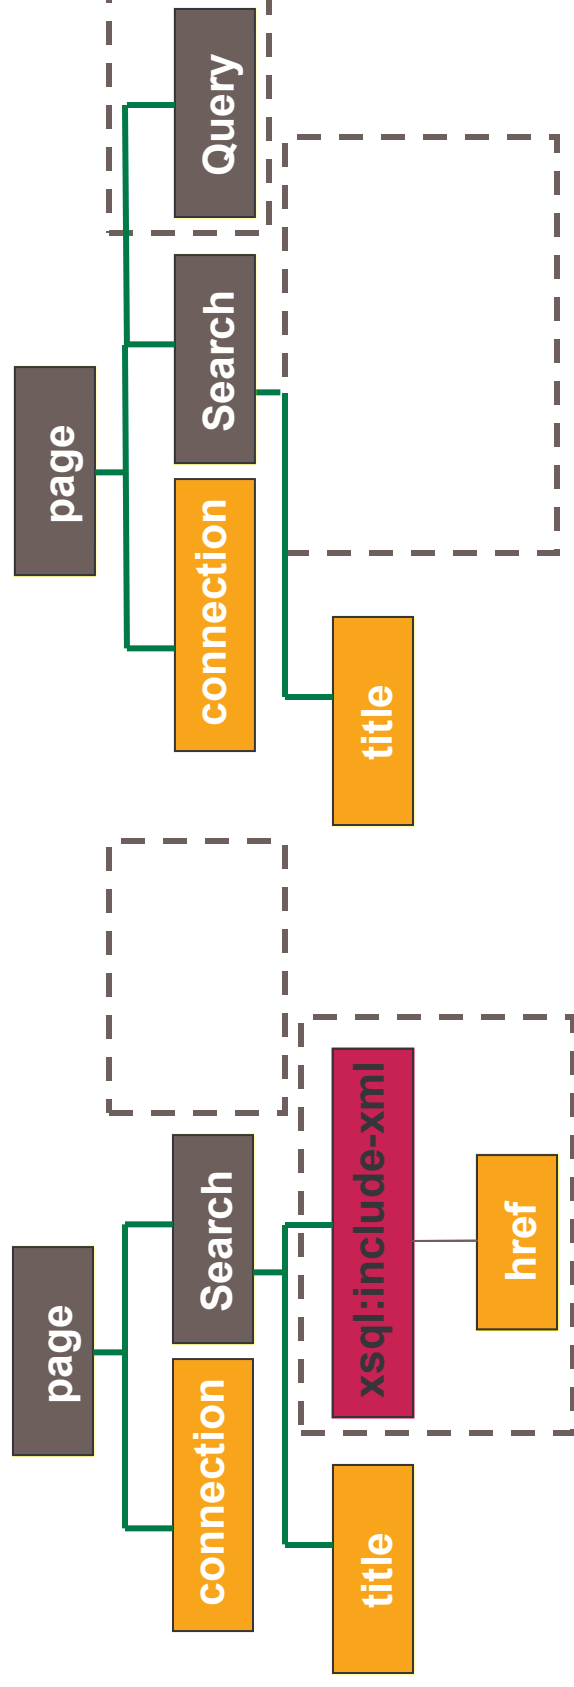 page
connection
Search
title
xsql:include-xml
href
page
connection
Search
Query
title